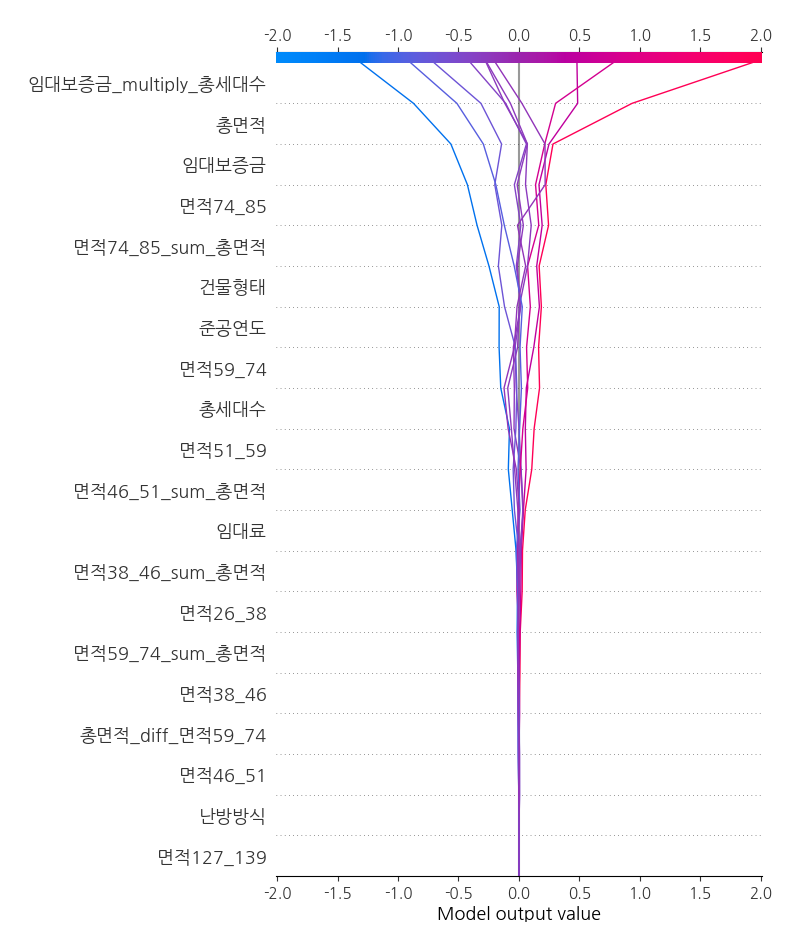 -2.0 -1.5 -1.0 -0.5 0.0 0.5 1.0 1.5 2.0
임대보증금_multiply_총세대수
총면적
임대보증금
면적74_85
면적74_85_sum_총면적
건물형태
준공연도
면적59_74
총세대수
면적51_59
면적46_51_sum_총면적
임대료
면적38_46_sum_총면적
면적26_38
면적59_74_sum_총면적
면적38_46
총면적_diff_면적59_74
면적46_51
난방방식
면적127_139
-2.0 -1.5 -1.0 -0.5 0.0 0.5 1.0 1.5 2.0
Model output value